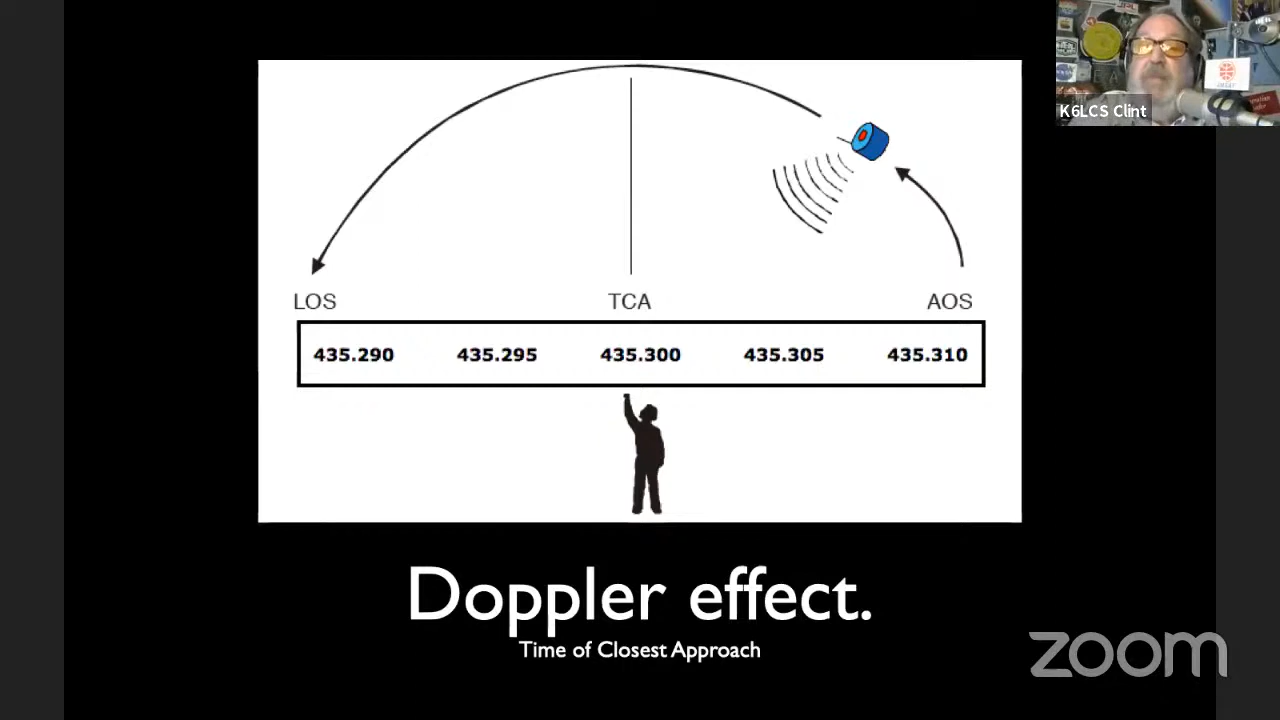 K6LCS Clint
LOS TCA AOS
435.290 435.295 435.300 435.305 435.310
Doppler effect.
Time of Closest Approach
zoom